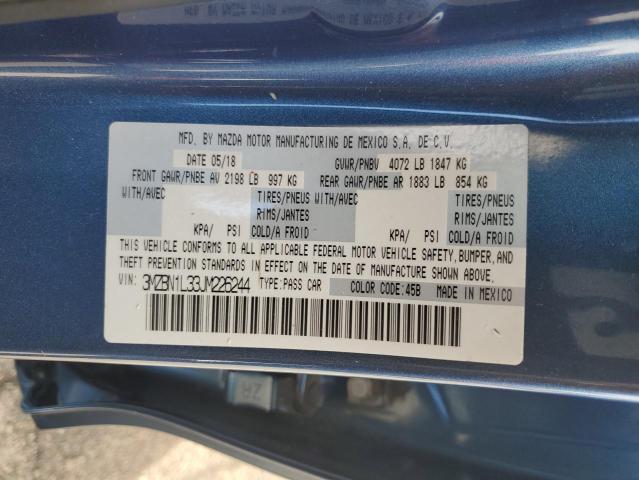 MFD. BY MAZDA MOTOR MANUFACTURING DE MEXICO S.A. DE C.V.
DATE 05/18 GVWR/PNBV 4072 LB 1847 KG
FRONT GAWR/PNBE AV 2198 LB 997 KG REAR GAWR/PNBE AR 1883 LB 854 KG
WITH/AVEC TIRES/PNEUS WITH/AVEC TIRES/PNEUS
RIMS/JANTES RIMS/JANTES
KPA/ PSI COLD/A FROID KPA/ PSI COLD/A FROID
THIS VEHICLE CONFORMS TO ALL APPLICABLE FEDERAL MOTOR VEHICLE SAFETY, BUMPER, AND
THEFT PREVENTION STANDARDS IN EFFECT ON THE DATE OF MANUFACTURE SHOWN ABOVE.
VIN: 3MZBN1L33JM226244 TYPE:PASS CAR COLOR CODE:45B MADE IN MEXICO
ZA